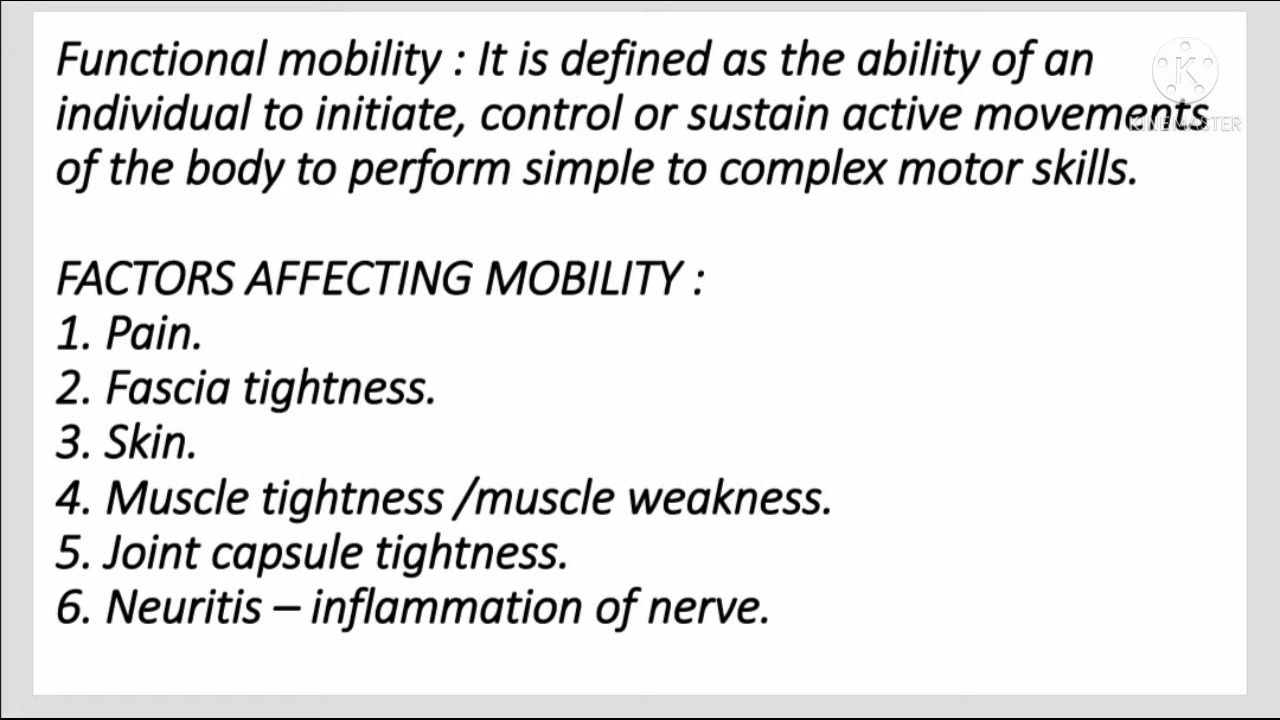 Functional mobility : It is defined as the ability of an
individual to initiate, control or sustain active movements
of the body to perform simple to complex motor skills.
FACTORS AFFECTING MOBILITY :
1. Pain.
2. Fascia tightness.
3. Skin.
4. Muscle tightness /muscle weakness.
5. Joint capsule tightness.
6. Neuritis – inflammation of nerve.
K
KINEMASTER